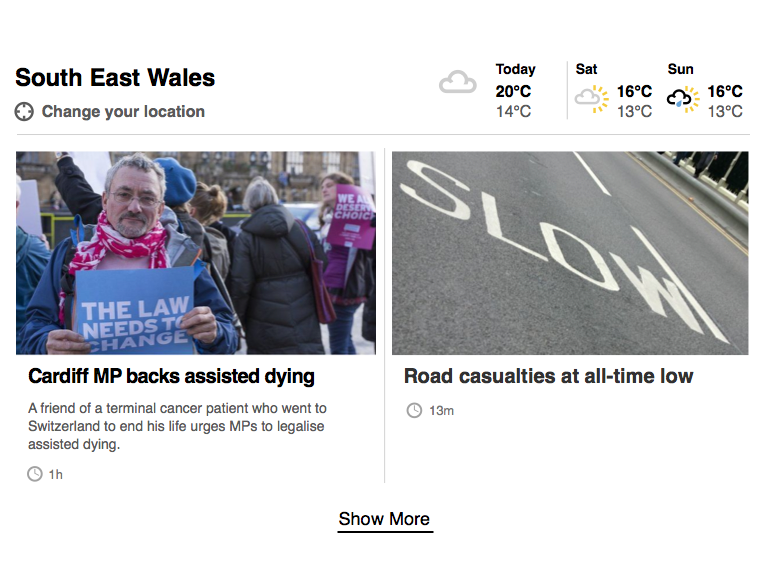 South East Wales
Change your location
Today
20°C
14°C
Sat
16°C
13°C
Sun
16°C
13°C
THE LAW
NEEDS TO
CHANGE
WE A
DESERV
CHOIC
SLOW
Cardiff MP backs assisted dying
A friend of a terminal cancer patient who went to
Switzerland to end his life urges MPs to legalise
assisted dying.
1h
Road casualties at all-time low
13m
Show More